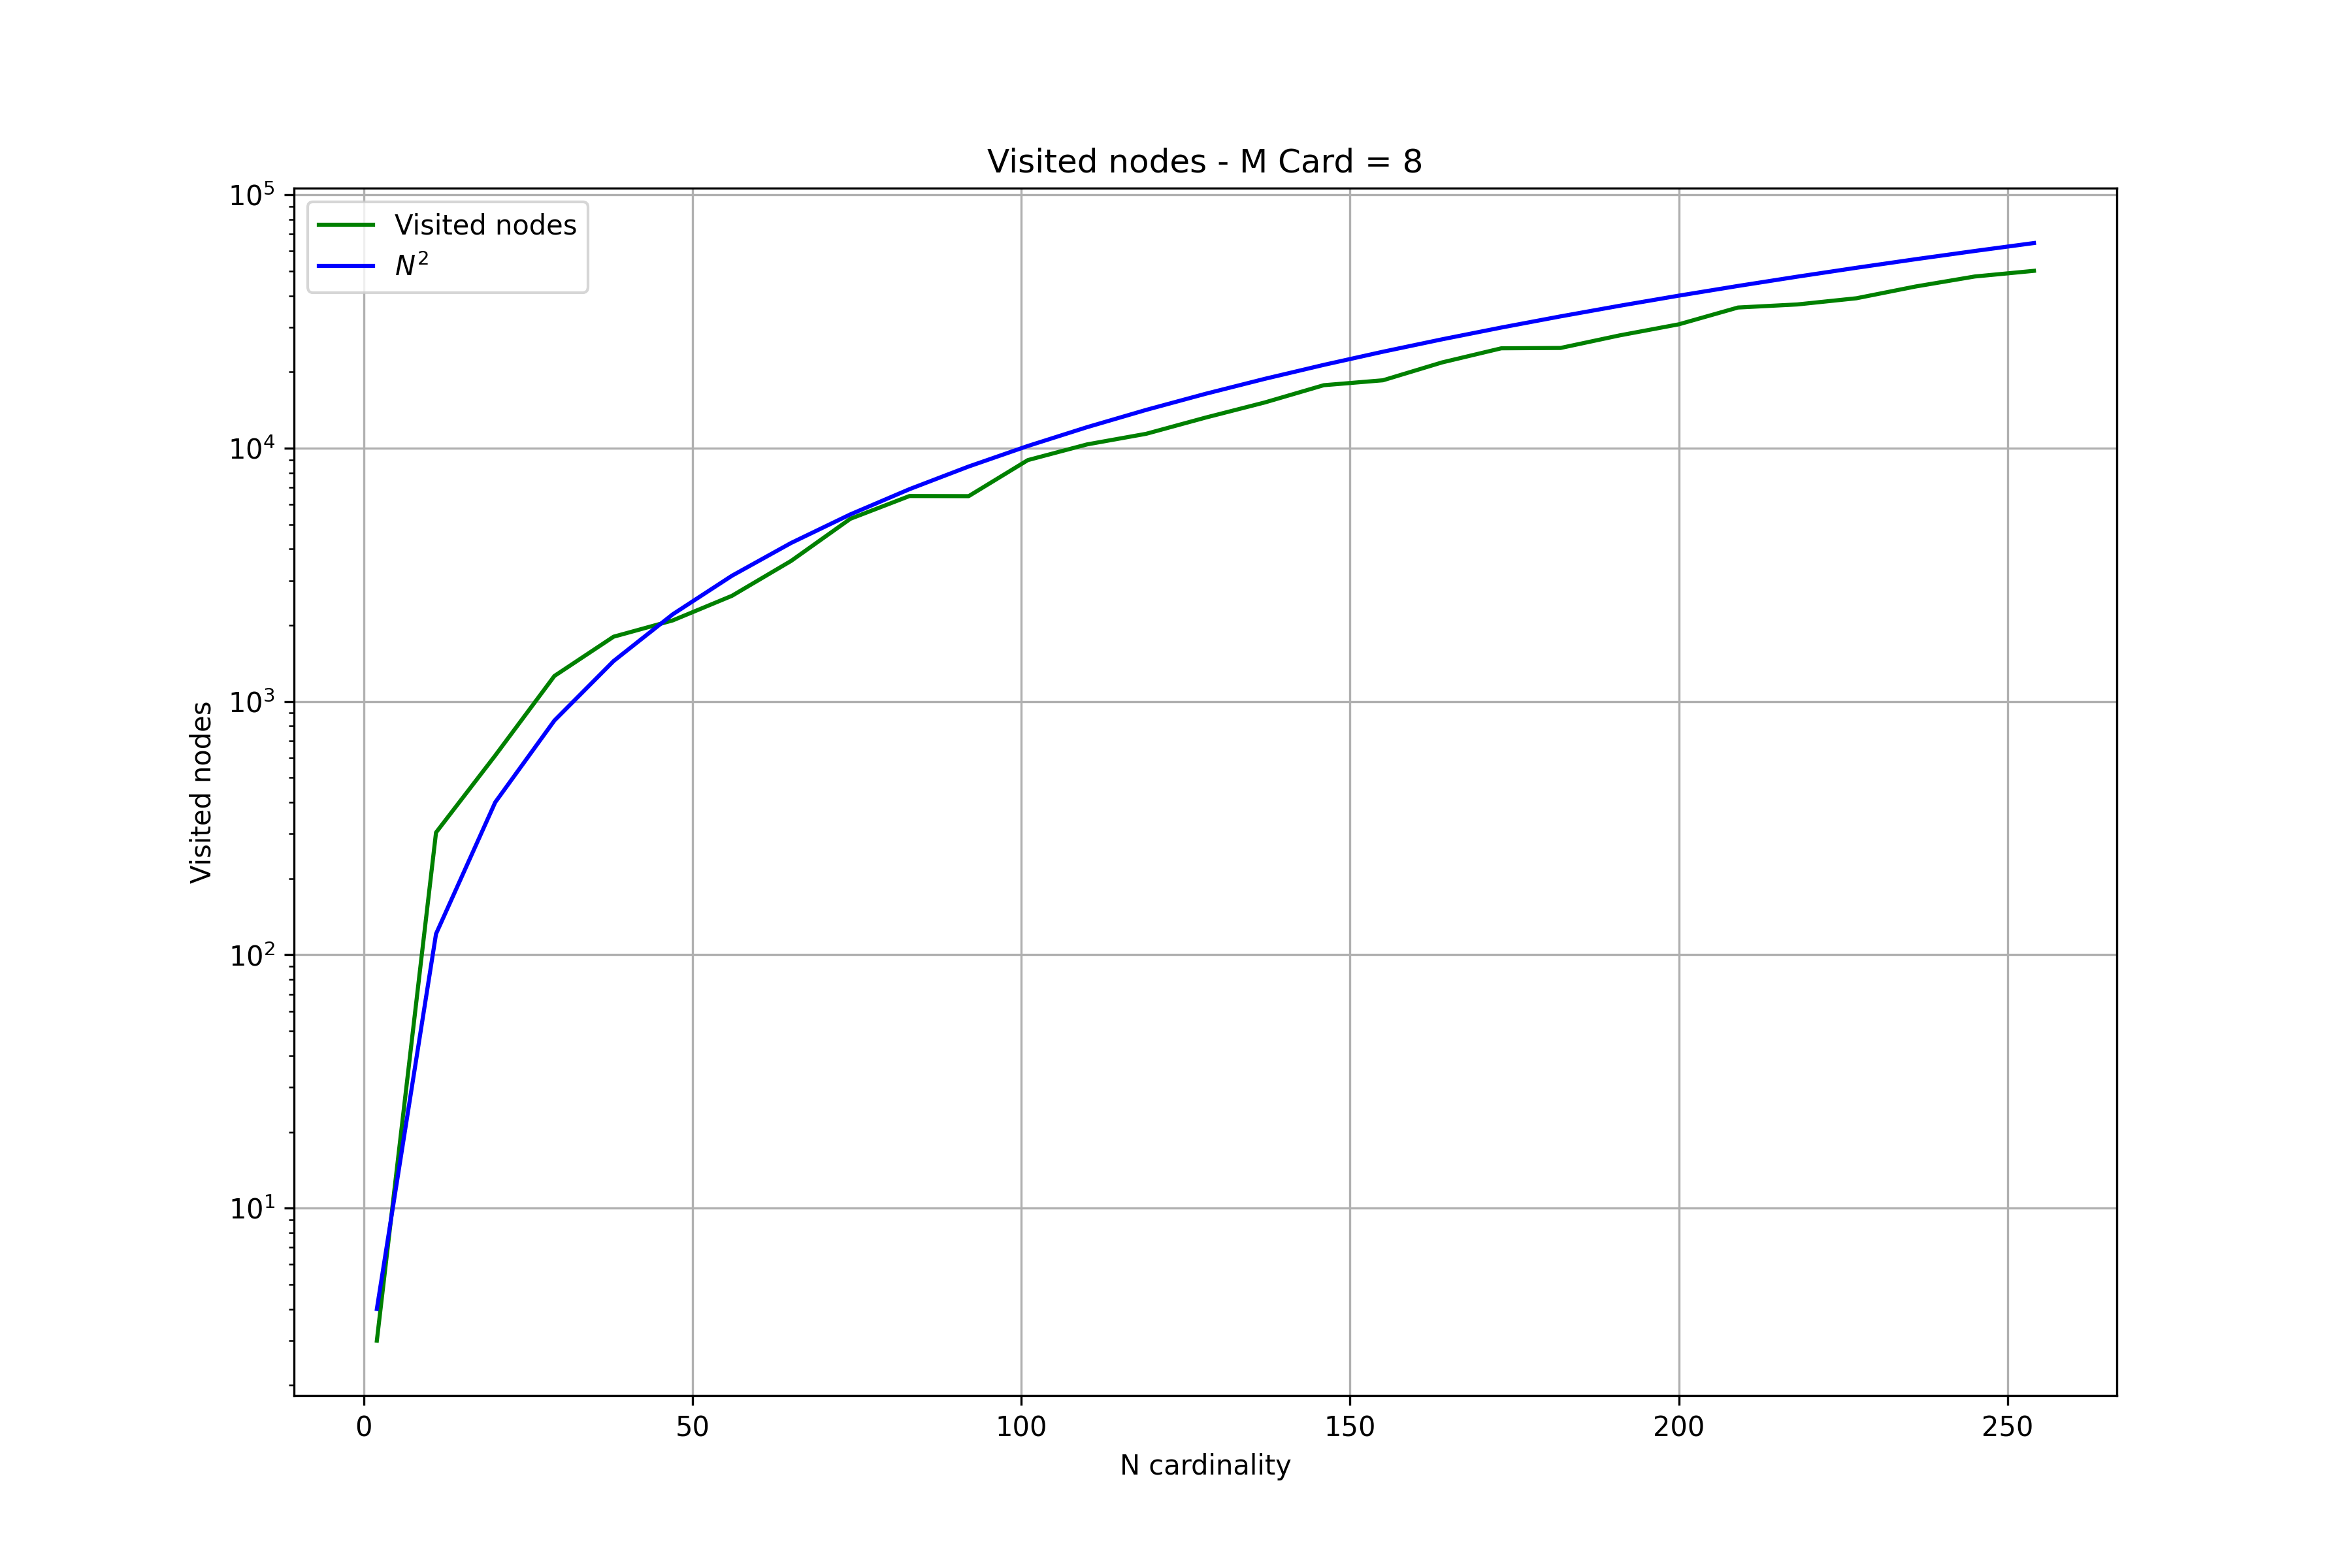 Visited nodes - M Card = 8
Visited nodes
N²
10⁵
10⁴
10³
10²
10¹
Visited nodes
0 50 100 150 200 250
N cardinality